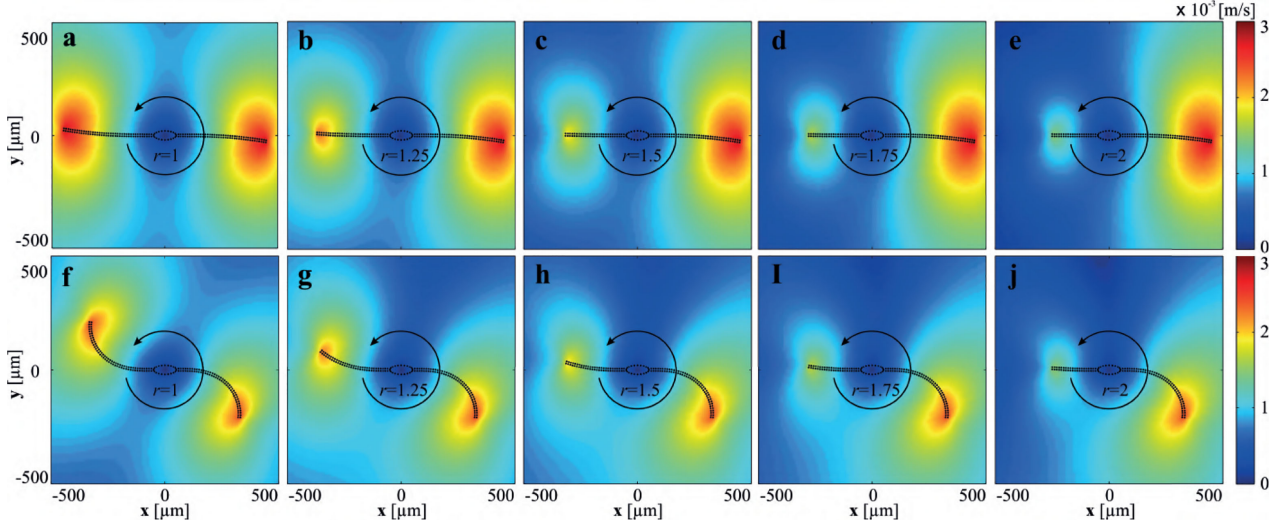 x 10⁻³ [m/s]
a b c d e
500
0
-500
y [µm]
r=1 r=1.25 r=1.5 r=1.75 r=2
3
2
1
0
f g h I j
500
0
-500
y [µm]
r=1 r=1.25 r=1.5 r=1.75 r=2
3
2
1
0
-500 0 500 -500 0 500 -500 0 500 -500 0 500 -500 0 500
x [µm] x [µm] x [µm] x [µm] x [µm]